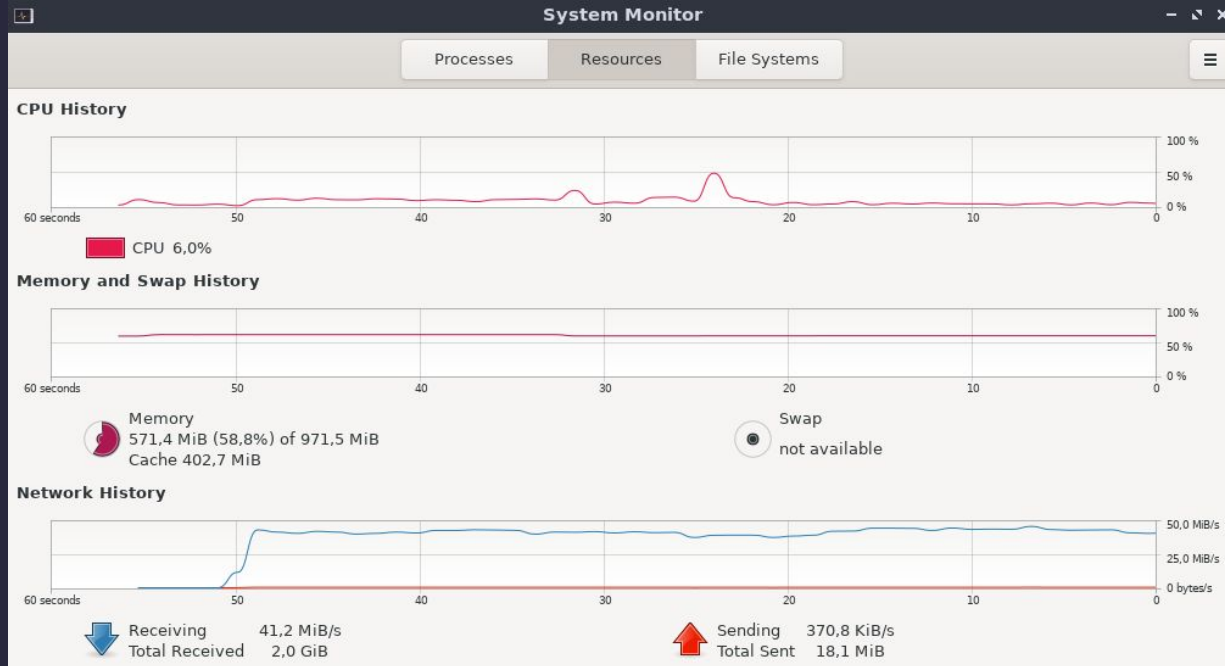 System Monitor
Processes Resources File Systems
CPU History
100 %
50 %
0 %
60 seconds 50 40 30 20 10 0
CPU 6,0%
Memory and Swap History
100 %
50 %
0 %
60 seconds 50 40 30 20 10 0
Memory
571,4 MiB (58,8%) of 971,5 MiB
Cache 402,7 MiB
Swap
not available
Network History
50,0 MiB/s
25,0 MiB/s
0 bytes/s
60 seconds 50 40 30 20 10 0
Receiving 41,2 MiB/s
Total Received 2,0 GiB
Sending 370,8 KiB/s
Total Sent 18,1 MiB